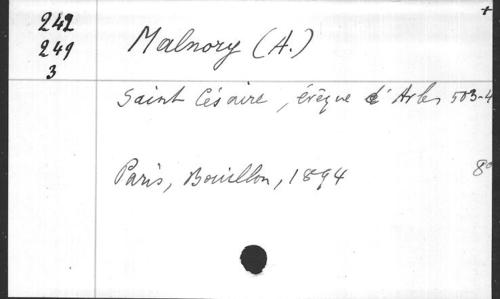 242
249
3
+
Malnory (A.)
Saint Césaire, évêque d'Arles 503-4
Paris, Bouillon, 1894
8°